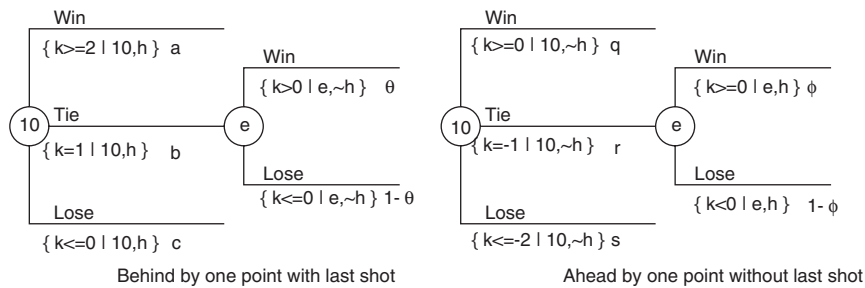 Win
{ k>=2 | 10,h } a
Win
{ k>0 | e,~h } θ
10
Tie
e
{ k=1 | 10,h } b
Lose
{ k<=0 | e,~h } 1- θ
Lose
{ k<=0 | 10,h } c
Behind by one point with last shot
Win
{ k>=0 | 10,~h } q
Win
{ k>=0 | e,h } ϕ
10
Tie
e
{ k=-1 | 10,~h } r
Lose
{ k<0 | e,h } 1- ϕ
Lose
{ k<=-2 | 10,~h } s
Ahead by one point without last shot